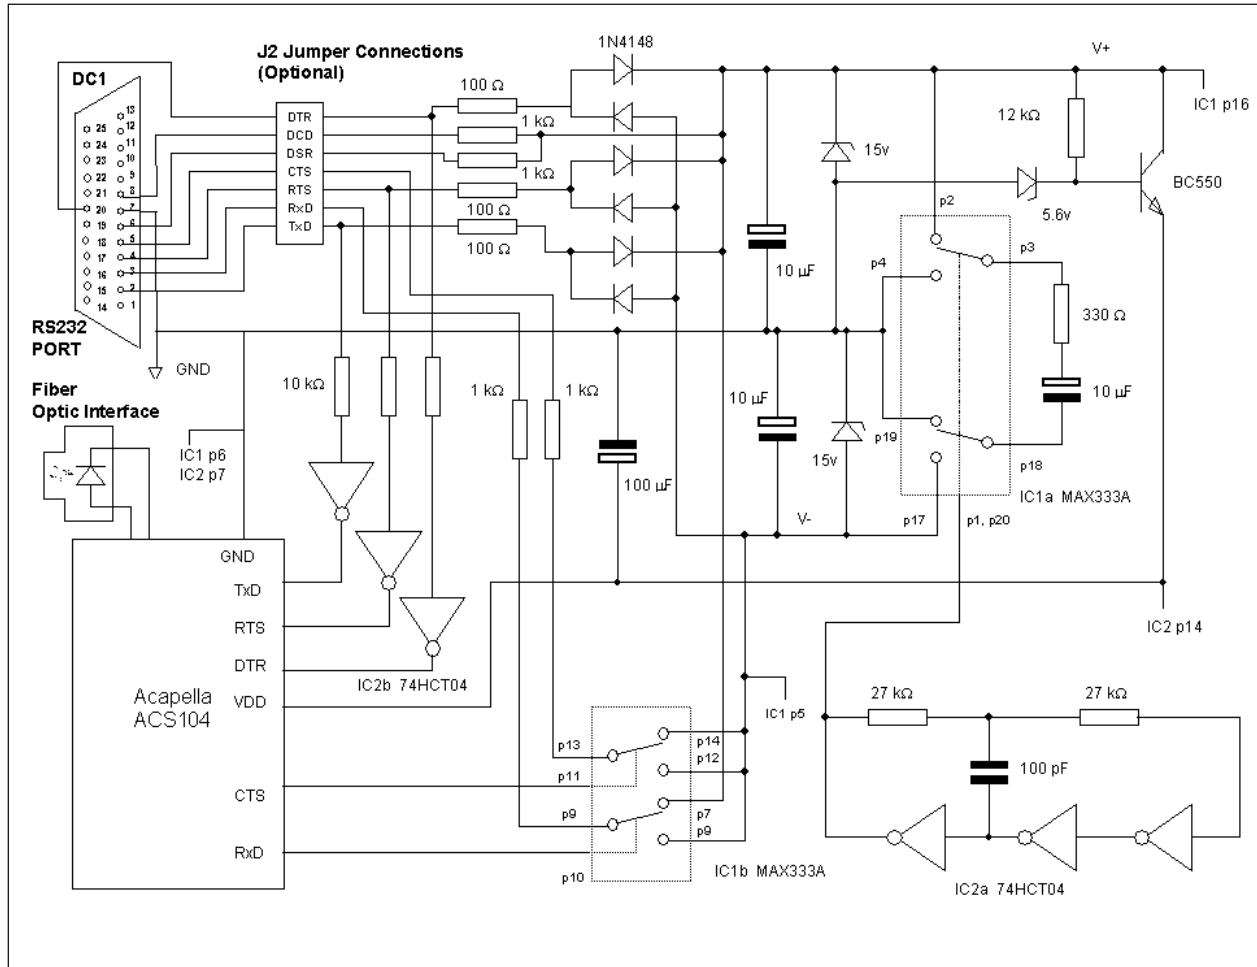 1N4148
V+
J2 Jumper Connections
(Optional)
DC1
100 Ω
IC1 p16
13
25
12
24
11
23
10
22
9
21
8
20
7
19
6
18
5
17
4
16
3
15
2
14
1
DTR
DCD
DSR
CTS
RTS
RxD
TxD
1 kΩ
1 kΩ
100 Ω
100 Ω
12 kΩ
15v
BC550
5.6v
p2
p3
p4
10 µF
330 Ω
RS232
PORT
GND
Fiber
Optic Interface
10 kΩ
1 kΩ
1 kΩ
10 µF
10 µF
p19
p18
15v
IC1 p6
IC2 p7
100 µF
IC1a MAX333A
V-
p17
p1, p20
GND
TxD
RTS
DTR
VDD
CTS
RxD
Acapella
ACS104
IC2b 74HCT04
IC2 p14
27 kΩ
27 kΩ
IC1 p5
p13
p14
p12
p11
100 pF
p9
p7
p9
p10
IC1b MAX333A
IC2a 74HCT04